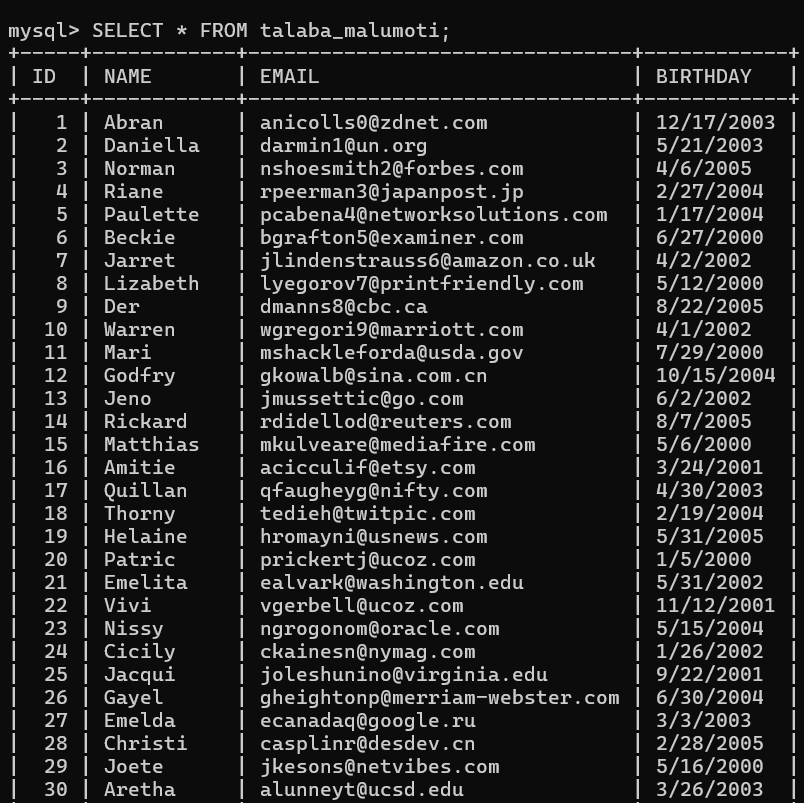 mysql> SELECT * FROM talaba_malumoti;
+-----+------------+--------------------------------+------------+
| ID  | NAME       | EMAIL                          | BIRTHDAY   |
+-----+------------+--------------------------------+------------+
|   1 | Abran      | anicolls0@zdnet.com            | 12/17/2003 |
|   2 | Daniella   | darmin1@un.org                 | 5/21/2003  |
|   3 | Norman     | nshoesmith2@forbes.com         | 4/6/2005   |
|   4 | Riane      | rpeerman3@japanpost.jp         | 2/27/2004  |
|   5 | Paulette   | pcabena4@networksolutions.com  | 1/17/2004  |
|   6 | Beckie     | bgrafton5@examiner.com         | 6/27/2000  |
|   7 | Jarret     | jlindenstrauss6@amazon.co.uk   | 4/2/2002   |
|   8 | Lizabeth   | lyegorov7@printfriendly.com    | 5/12/2000  |
|   9 | Der        | dmanns8@cbc.ca                 | 8/22/2005  |
|  10 | Warren     | wgregori9@marriott.com         | 4/1/2002   |
|  11 | Mari       | mshackleforda@usda.gov         | 7/29/2000  |
|  12 | Godfry     | gkowalb@sina.com.cn            | 10/15/2004 |
|  13 | Jeno       | jmussettic@go.com              | 6/2/2002   |
|  14 | Rickard    | rdidellod@reuters.com          | 8/7/2005   |
|  15 | Matthias   | mkulveare@mediafire.com        | 5/6/2000   |
|  16 | Amitie     | acicculif@etsy.com             | 3/24/2001  |
|  17 | Quillan    | qfaugheyg@nifty.com            | 4/30/2003  |
|  18 | Thorny     | tedieh@twitpic.com             | 2/19/2004  |
|  19 | Helaine    | hromayni@usnews.com            | 5/31/2005  |
|  20 | Patric     | prickertj@ucoz.com             | 1/5/2000   |
|  21 | Emelita    | ealvark@washington.edu         | 5/31/2002  |
|  22 | Vivi       | vgerbell@ucoz.com              | 11/12/2001 |
|  23 | Nissy      | ngrogonom@oracle.com           | 5/15/2004  |
|  24 | Cicily     | ckainesn@nymag.com             | 1/26/2002  |
|  25 | Jacqui     | joleshunino@virginia.edu       | 9/22/2001  |
|  26 | Gayel      | gheightonp@merriam-webster.com | 6/30/2004  |
|  27 | Emelda     | ecanadaq@google.ru             | 3/3/2003   |
|  28 | Christi    | casplinr@desdev.cn             | 2/28/2005  |
|  29 | Joete      | jkesons@netvibes.com           | 5/16/2000  |
|  30 | Aretha     | alunneyt@ucsd.edu              | 3/26/2003  |